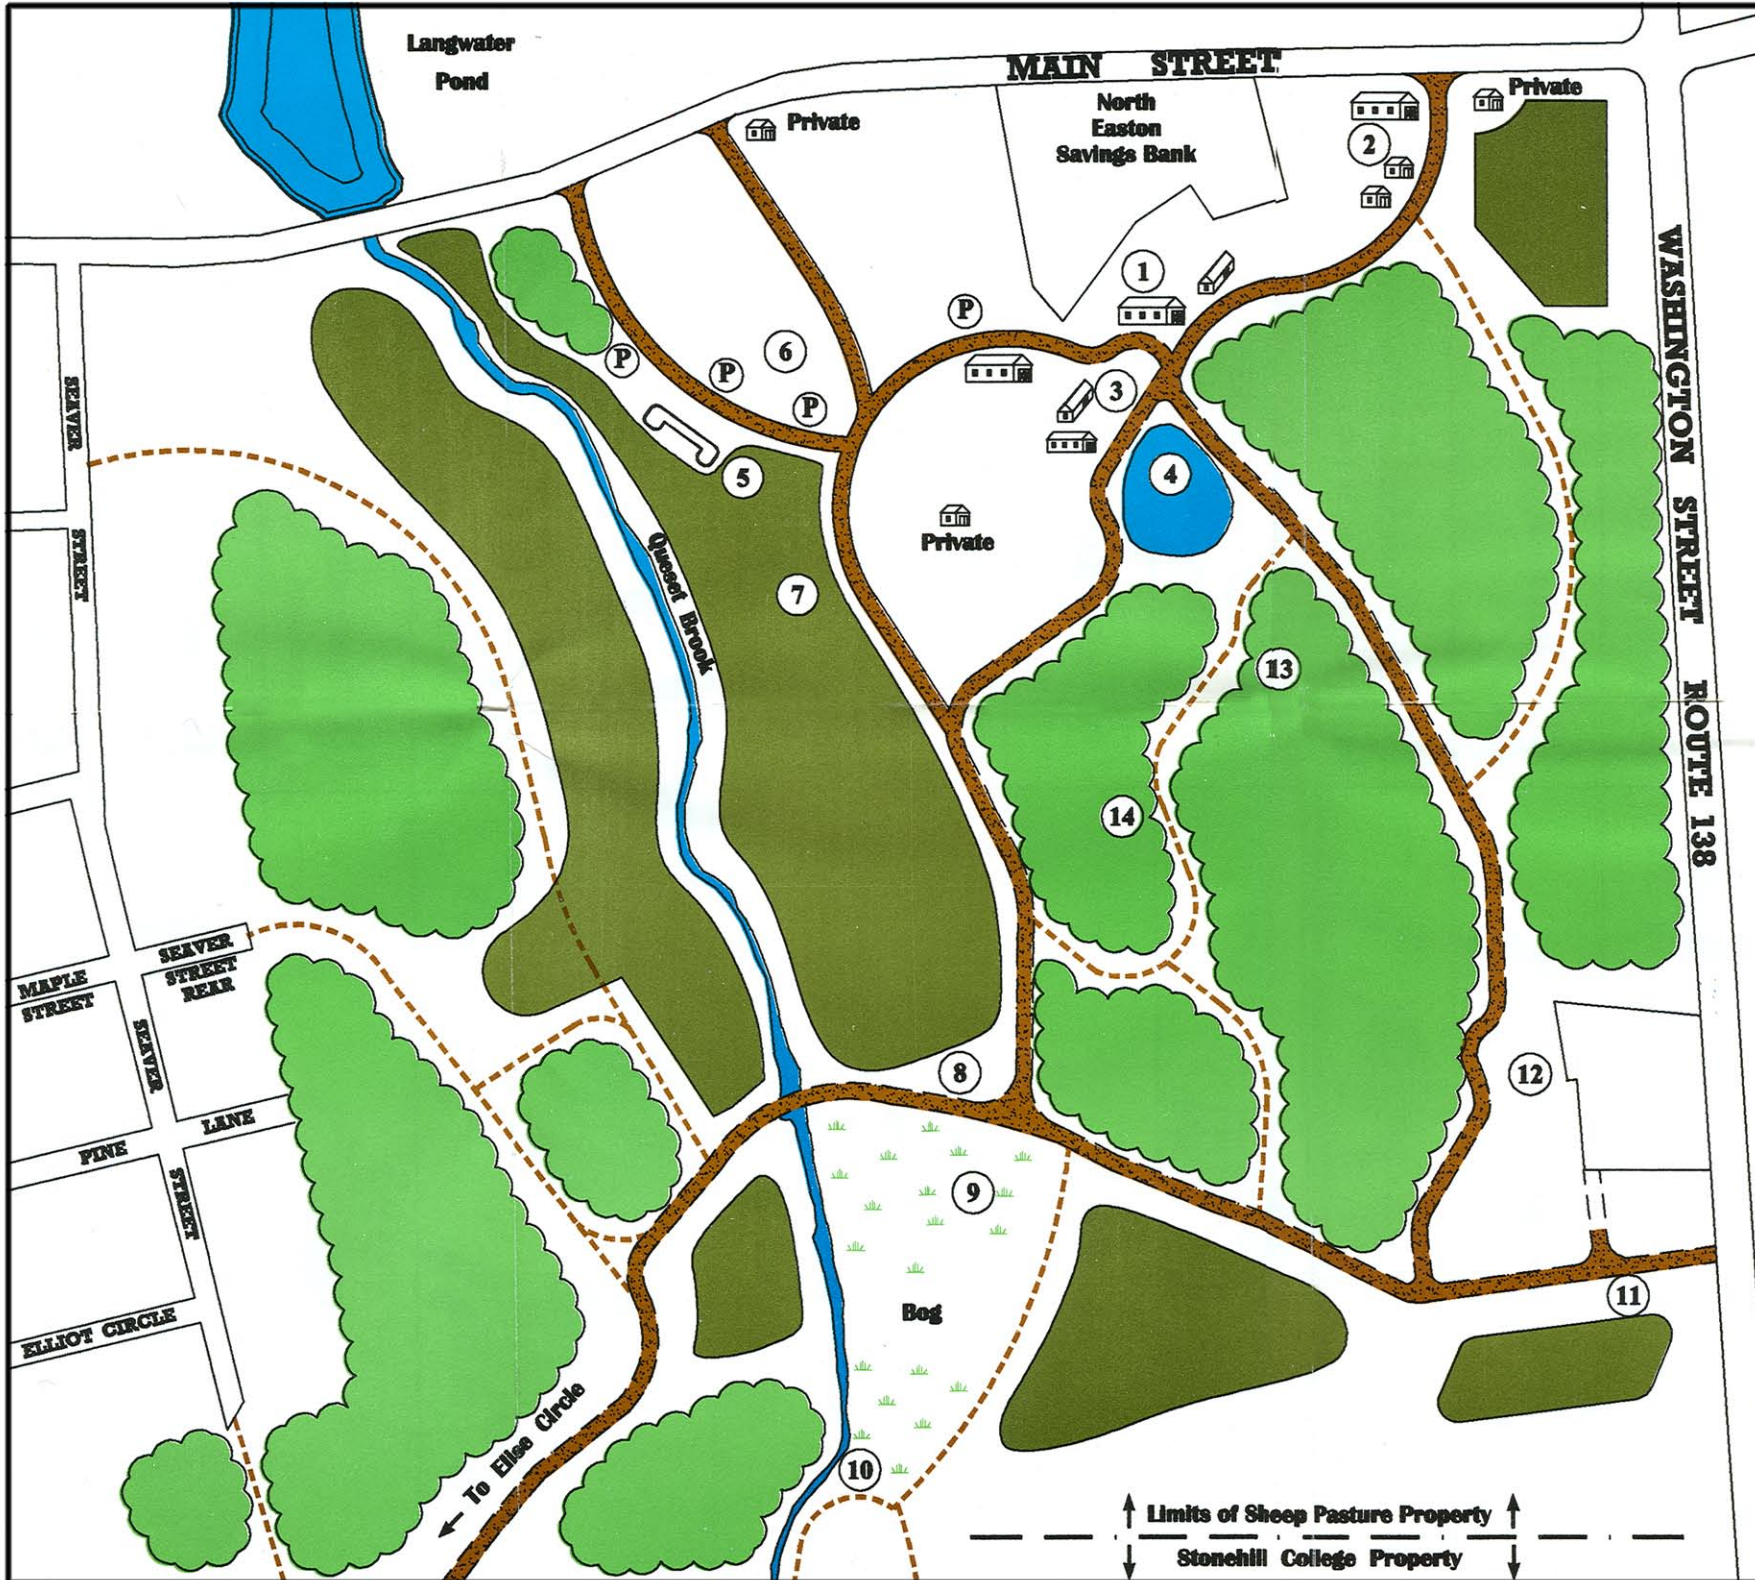 Langwater
Pond
MAIN STREET
Private
North
Easton
Savings Bank
Private
2
1
P
6
P
P
P
3
4
5
Private
7
Queset Brook
SEAVER
STREET
WASHINGTON STREET ROUTE 138
13
14
SEAVER
STREET
REAR
MAPLE
STREET
SEAVER
STREET
PINE LANE
8
9
12
11
ELLIOT CIRCLE
Bog
To Elise Circle
10
Limits of Sheep Pasture Property
Stonehill College Property